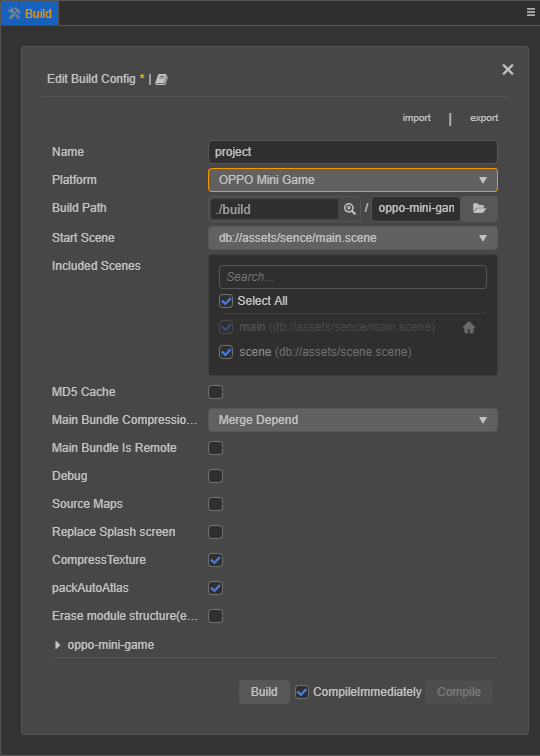 Build
Edit Build Config * |
import | export
Name project
Platform OPPO Mini Game
Build Path ./build / oppo-mini-gam
Start Scene db://assets/sence/main.scene
Included Scenes
Search...
Select All
main (db://assets/sence/main.scene)
scene (db://assets/scene.scene)
MD5 Cache
Main Bundle Compressio... Merge Depend
Main Bundle Is Remote
Debug
Source Maps
Replace Splash screen
CompressTexture
packAutoAtlas
Erase module structure(e...
oppo-mini-game
Build CompileImmediately Compile